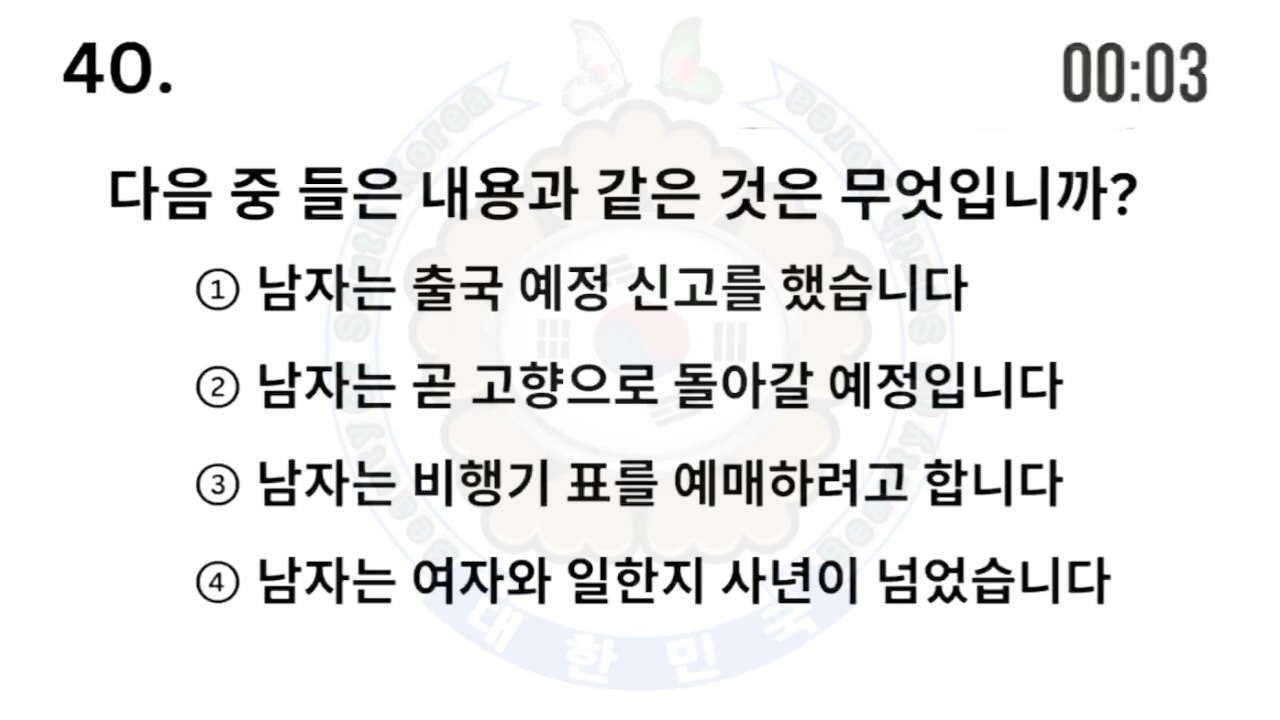 40.
00:03
다음 중 들은 내용과 같은 것은 무엇입니까?
① 남자는 출국 예정 신고를 했습니다
② 남자는 곧 고향으로 돌아갈 예정입니다
③ 남자는 비행기 표를 예매하려고 합니다
④ 남자는 여자와 일한지 사년이 넘었습니다
대한민국